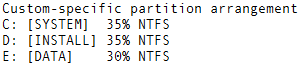 Custom-specific partition arrangement
C: [SYSTEM]  35% NTFS
D: [INSTALL] 35% NTFS
E: [DATA]    30% NTFS